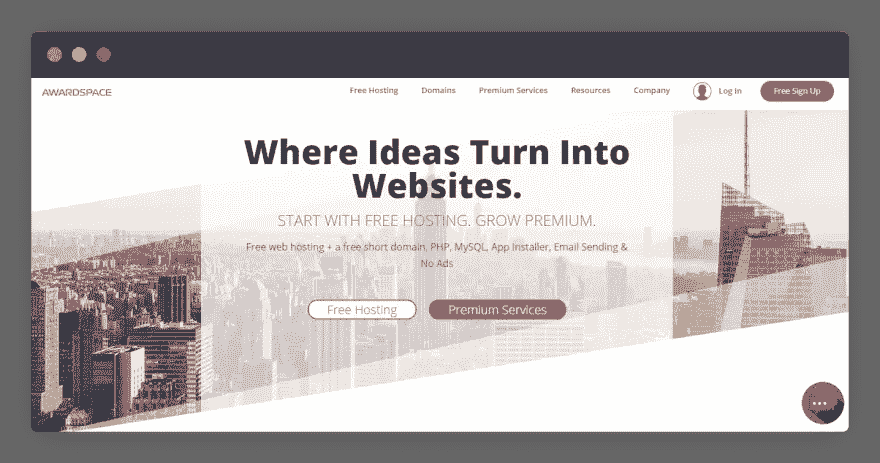 AWARDSPACE
Free Hosting Domains Premium Services Resources Company Log In Free Sign Up
Where Ideas Turn Into
Websites.
START WITH FREE HOSTING. GROW PREMIUM.
Free web hosting + a free short domain, PHP, MySQL, App Installer, Email Sending &
No Ads
Free Hosting Premium Services